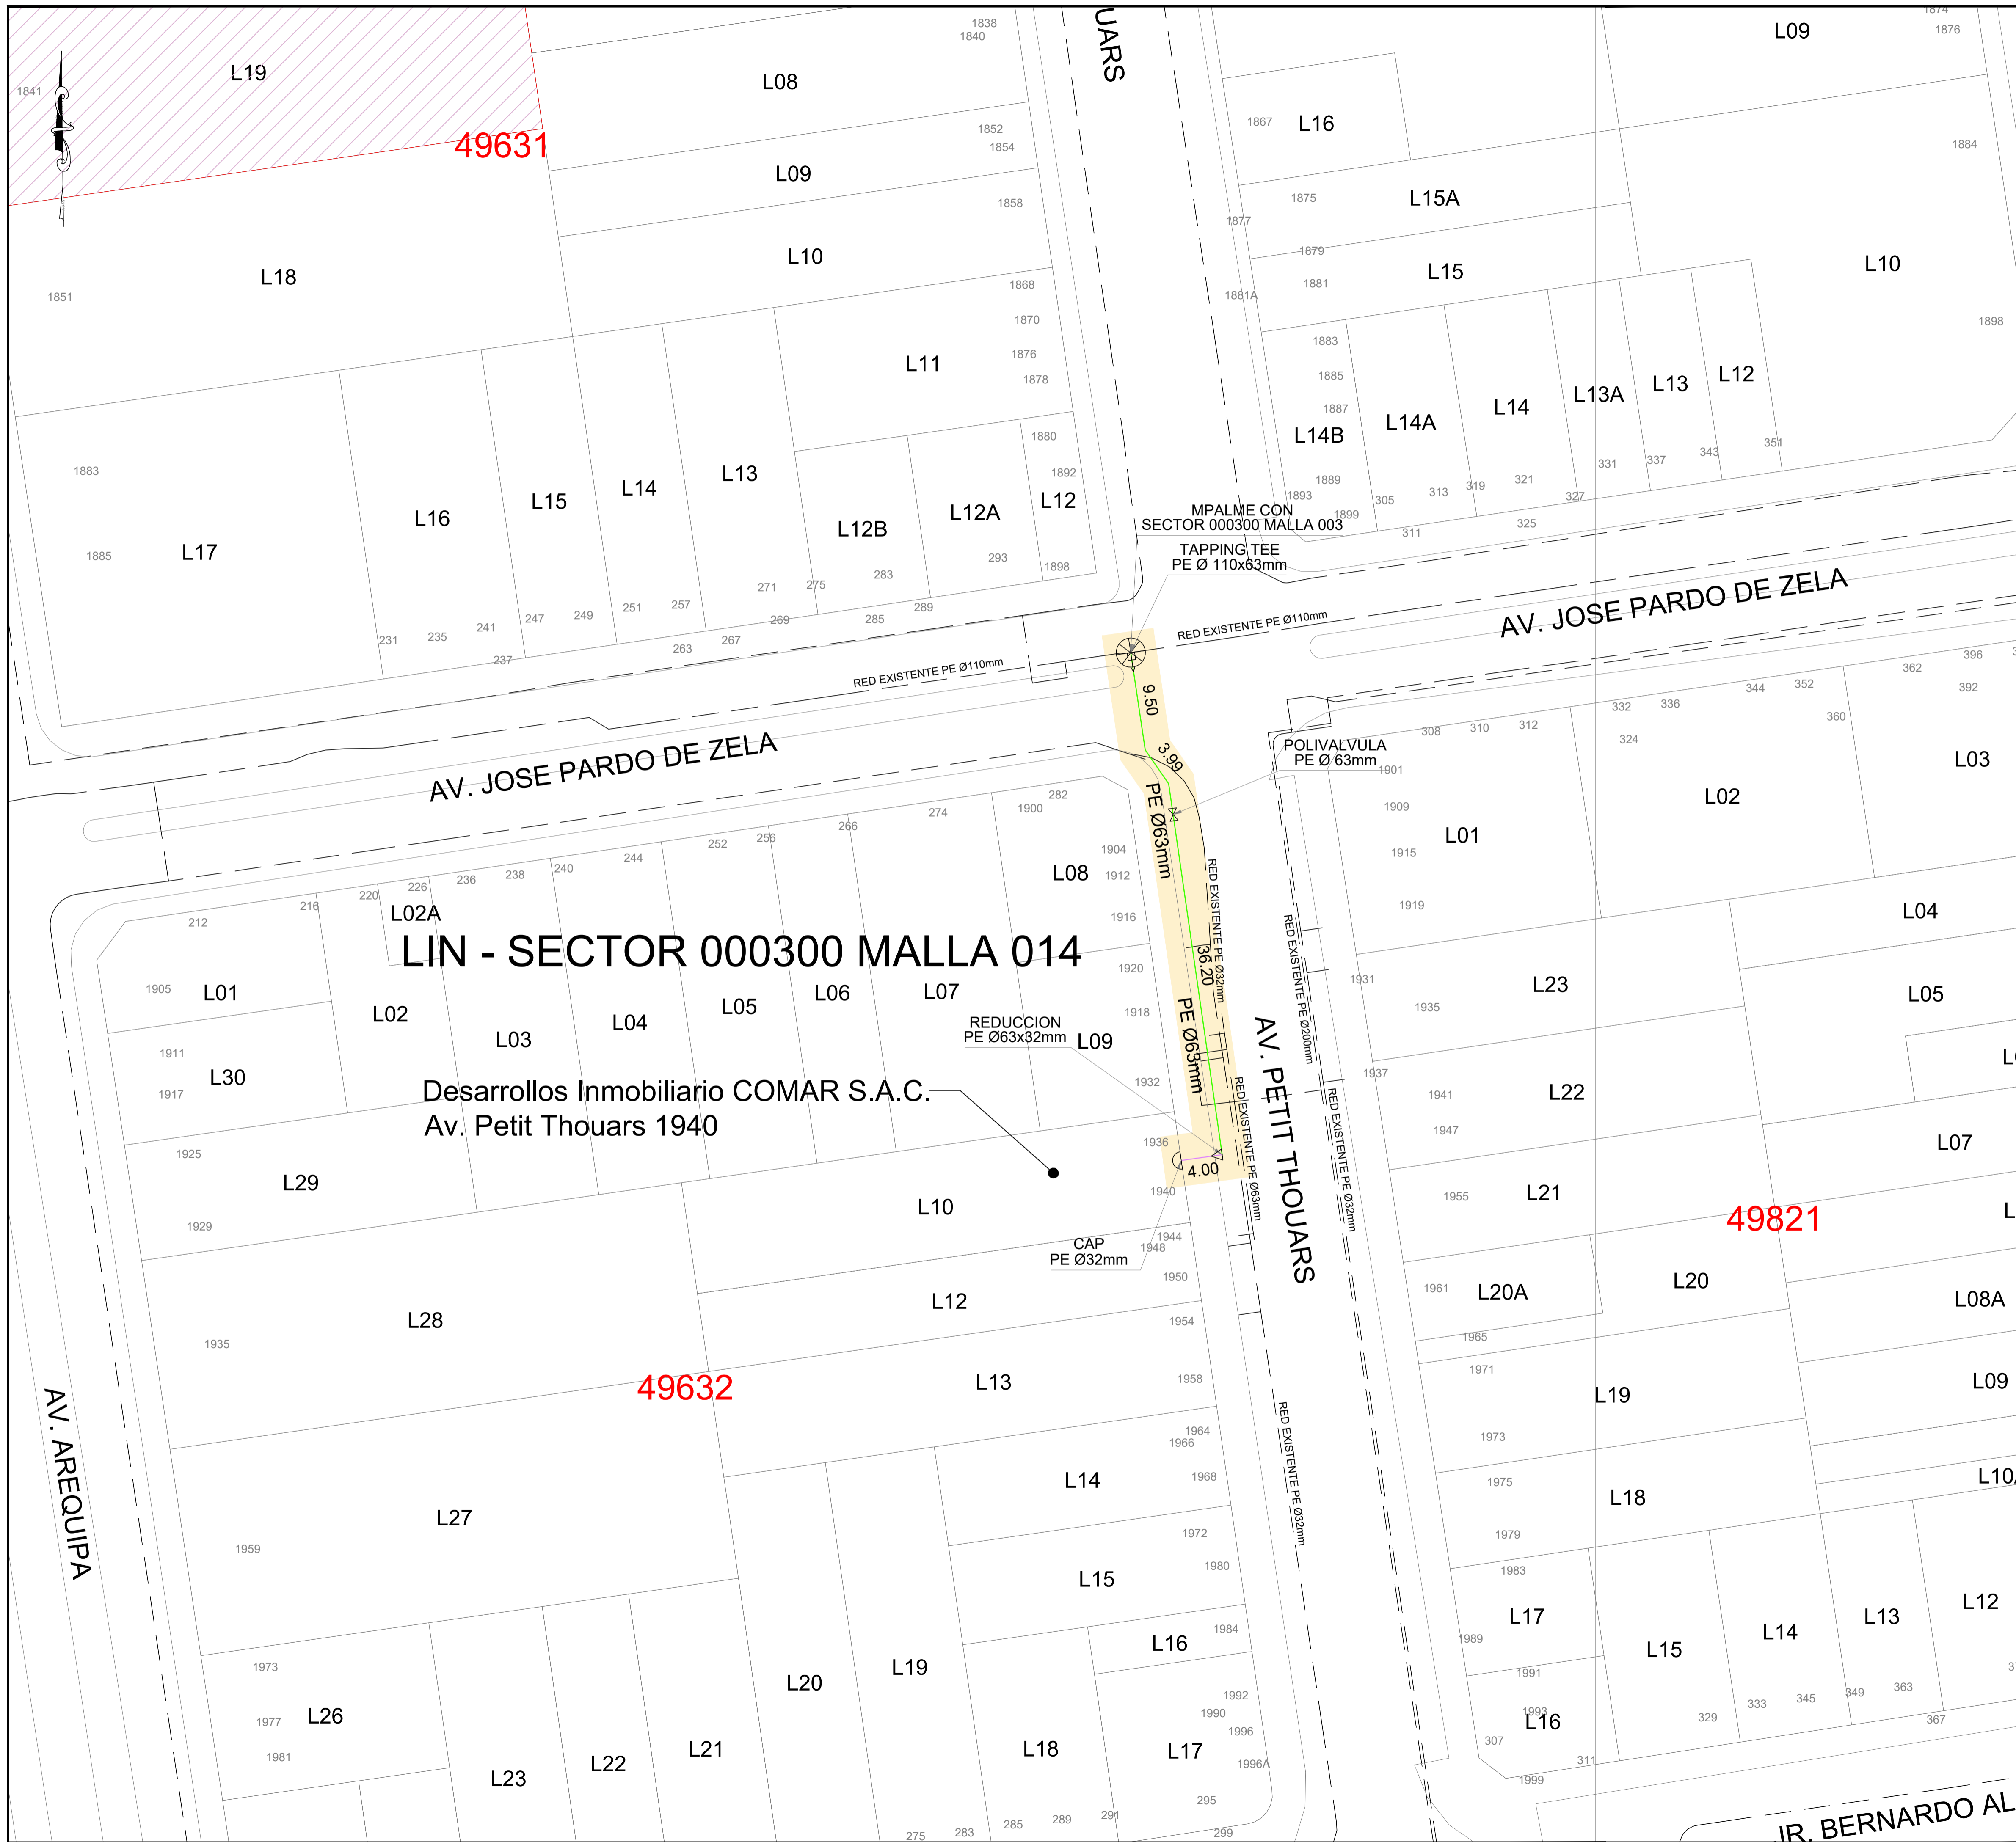 UARS
1838
1840
L08
L19
1841
49631
1852
1854
L09
1858
L10
L18
1851
1868
1870
1876
1878
L11
1883
1885
L17
L16
L15
L14
L13
L12B
L12A
L12
1880
1892
1898
293
283
275
271
257
251
249
247
241
235
231
237
263
267
269
285
289
1874
1876
L09
1867
L16
1884
1875
L15A
1877
1879
1881
L15
1881A
L10
1898
1883
1885
1887
L14B
L14A
L14
L13A
L13
L12
1889
1893
1899
305
313
319
321
327
331
337
343
351
311
325
MPALME CON
SECTOR 000300 MALLA 003
TAPPING TEE
PE Ø 110x63mm
AV. JOSE PARDO DE ZELA
RED EXISTENTE PE Ø110mm
RED EXISTENTE PE Ø110mm
AV. JOSE PARDO DE ZELA
9.50
3.99
POLIVALVULA
PE Ø 63mm
PE Ø63mm
36.20
PE Ø63mm
RED EXISTENTE PE Ø32mm
RED EXISTENTE PE Ø200mm
RED EXISTENTE PE Ø63mm
RED EXISTENTE PE Ø32mm
RED EXISTENTE PE Ø32mm
AV. PETIT THOUARS
4.00
282
1900
274
266
256
252
244
240
238
236
226
220
216
212
L02A
L08
1904
1912
1916
1920
1918
1932
1936
1940
LIN - SECTOR 000300 MALLA 014
1905
L01
L02
L03
L04
L05
L06
L07
L09
REDUCCION
PE Ø63x32mm
1911
1917
L30
Desarrollos Inmobiliario COMAR S.A.C.
Av. Petit Thouars 1940
1925
1929
L29
L10
CAP
PE Ø32mm
1944
1948
1950
L12
L28
1935
1954
1958
L13
49632
1964
1966
1968
L14
AV. AREQUIPA
L27
1959
1972
1980
L15
1984
L16
1973
1977
1981
L26
L23
L22
L21
L20
L19
L18
L17
1992
1990
1996
1996A
295
275
283
285
289
291
299
362
396
392
344
352
360
332
336
324
308
310
312
1901
1909
1915
1919
L01
L02
L03
L04
1931
1935
L23
L05
1937
1941
1947
L22
L07
1955
L21
49821
1961
L20A
L20
L08A
1965
1971
L19
L09
1973
1975
L18
1979
1983
L17
1989
1991
1993
L16
L15
L14
L13
L12
307
311
329
333
345
349
363
367
1999
JR. BERNARDO AL